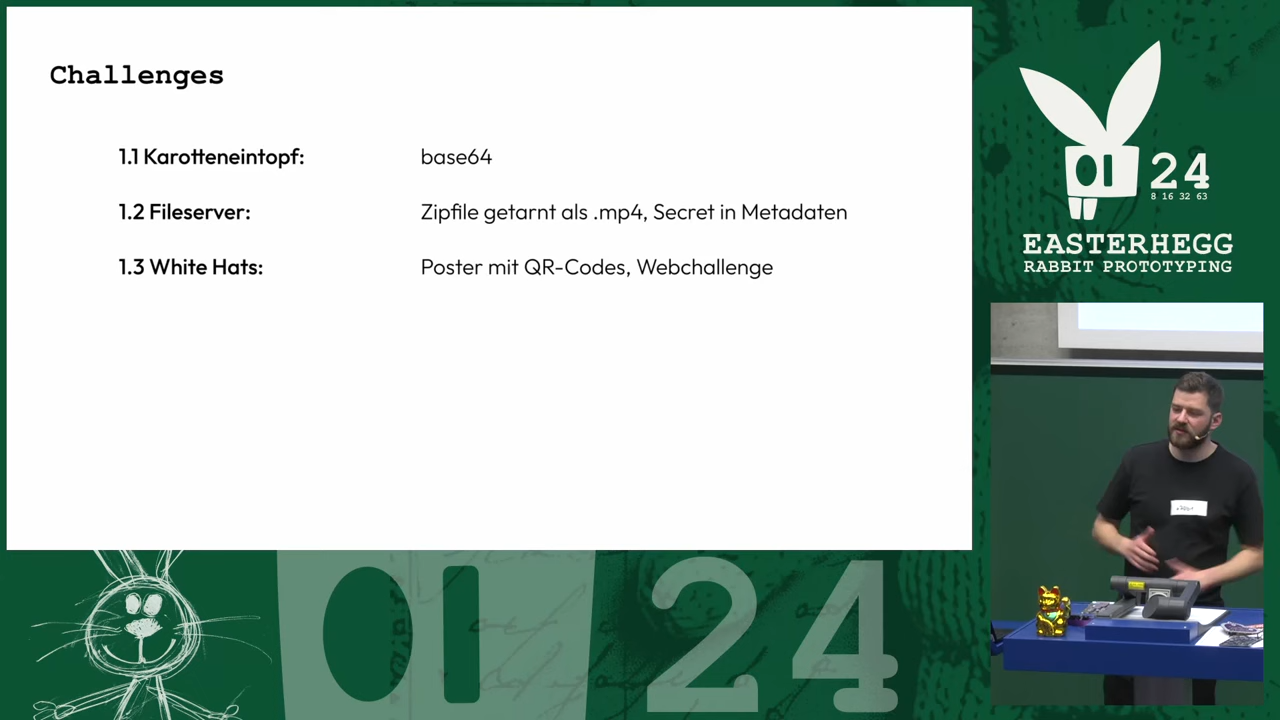 Challenges
1.1 Karotteneintopf: base64
1.2 Fileserver: Zipfile getarnt als .mp4, Secret in Metadaten
1.3 White Hats: Poster mit QR-Codes, Webchallenge
24
8 16 32 63
EASTERHEGG
RABBIT PROTOTYPING
24